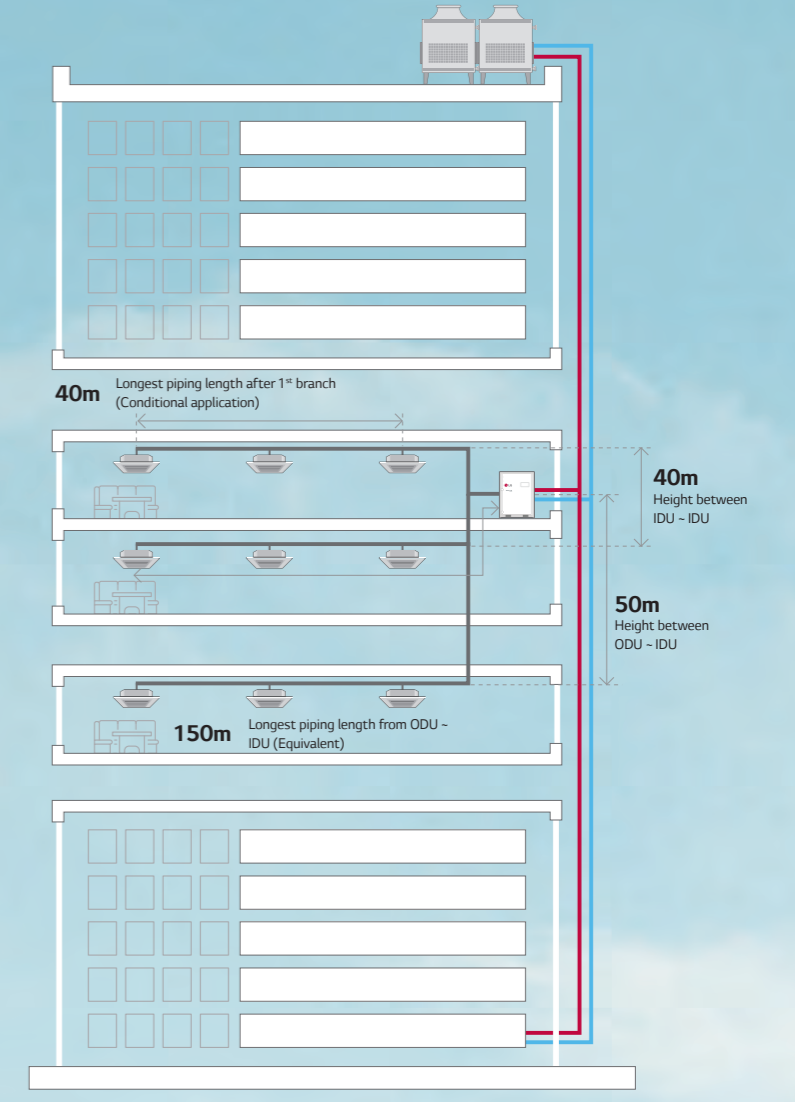 40m
Longest piping length after 1st branch
(Conditional application)
40m
Height between
IDU ~ IDU
50m
Height between
ODU ~ IDU
150m
Longest piping length from ODU ~
IDU (Equivalent)